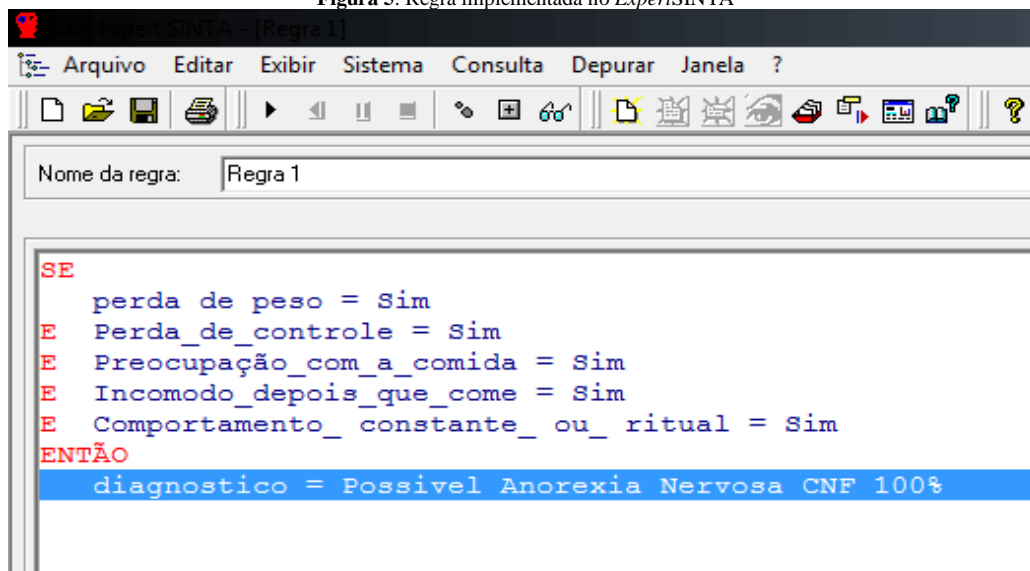 Figura 5. Regra implementada no ExpertSINTA
Expert SINTA - [Regra 1]
Arquivo Editar Exibir Sistema Consulta Depurar Janela ?
Nome da regra: Regra 1
SE
perda de peso = Sim
E Perda_de_controle = Sim
E Preocupação_com_a_comida = Sim
E Incomodo_depois_que_come = Sim
E Comportamento_ constante_ ou_ ritual = Sim
ENTÃO
diagnostico = Possivel Anorexia Nervosa CNF 100%